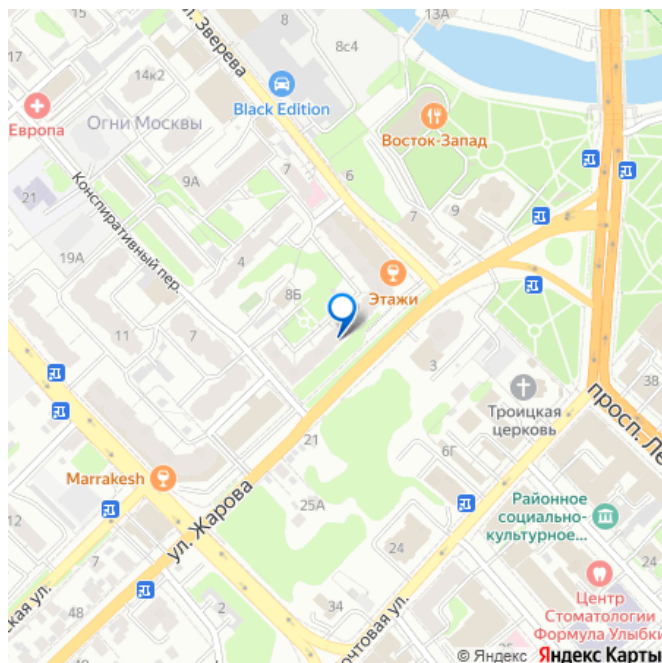 13А
8
17
л. Зверева
8с4
14к2
Black Edition
Европа
Огни Москвы
Восток-Запад
7
6
9А
21
7
9
Конспиративный пер.
19А
4
8Б
Этажи
11
7
3
38
Троицкая
церковь
просп. Ле
21
6Г
Marrakesh
25А
12
ул. Жарова
Районное
социально-
культурное...
7
24
Центр
Стоматологии
Формула Улыбки
ская ул.
48
2
34
очтовая ул.
48
© Яндекс Яндекс Карты